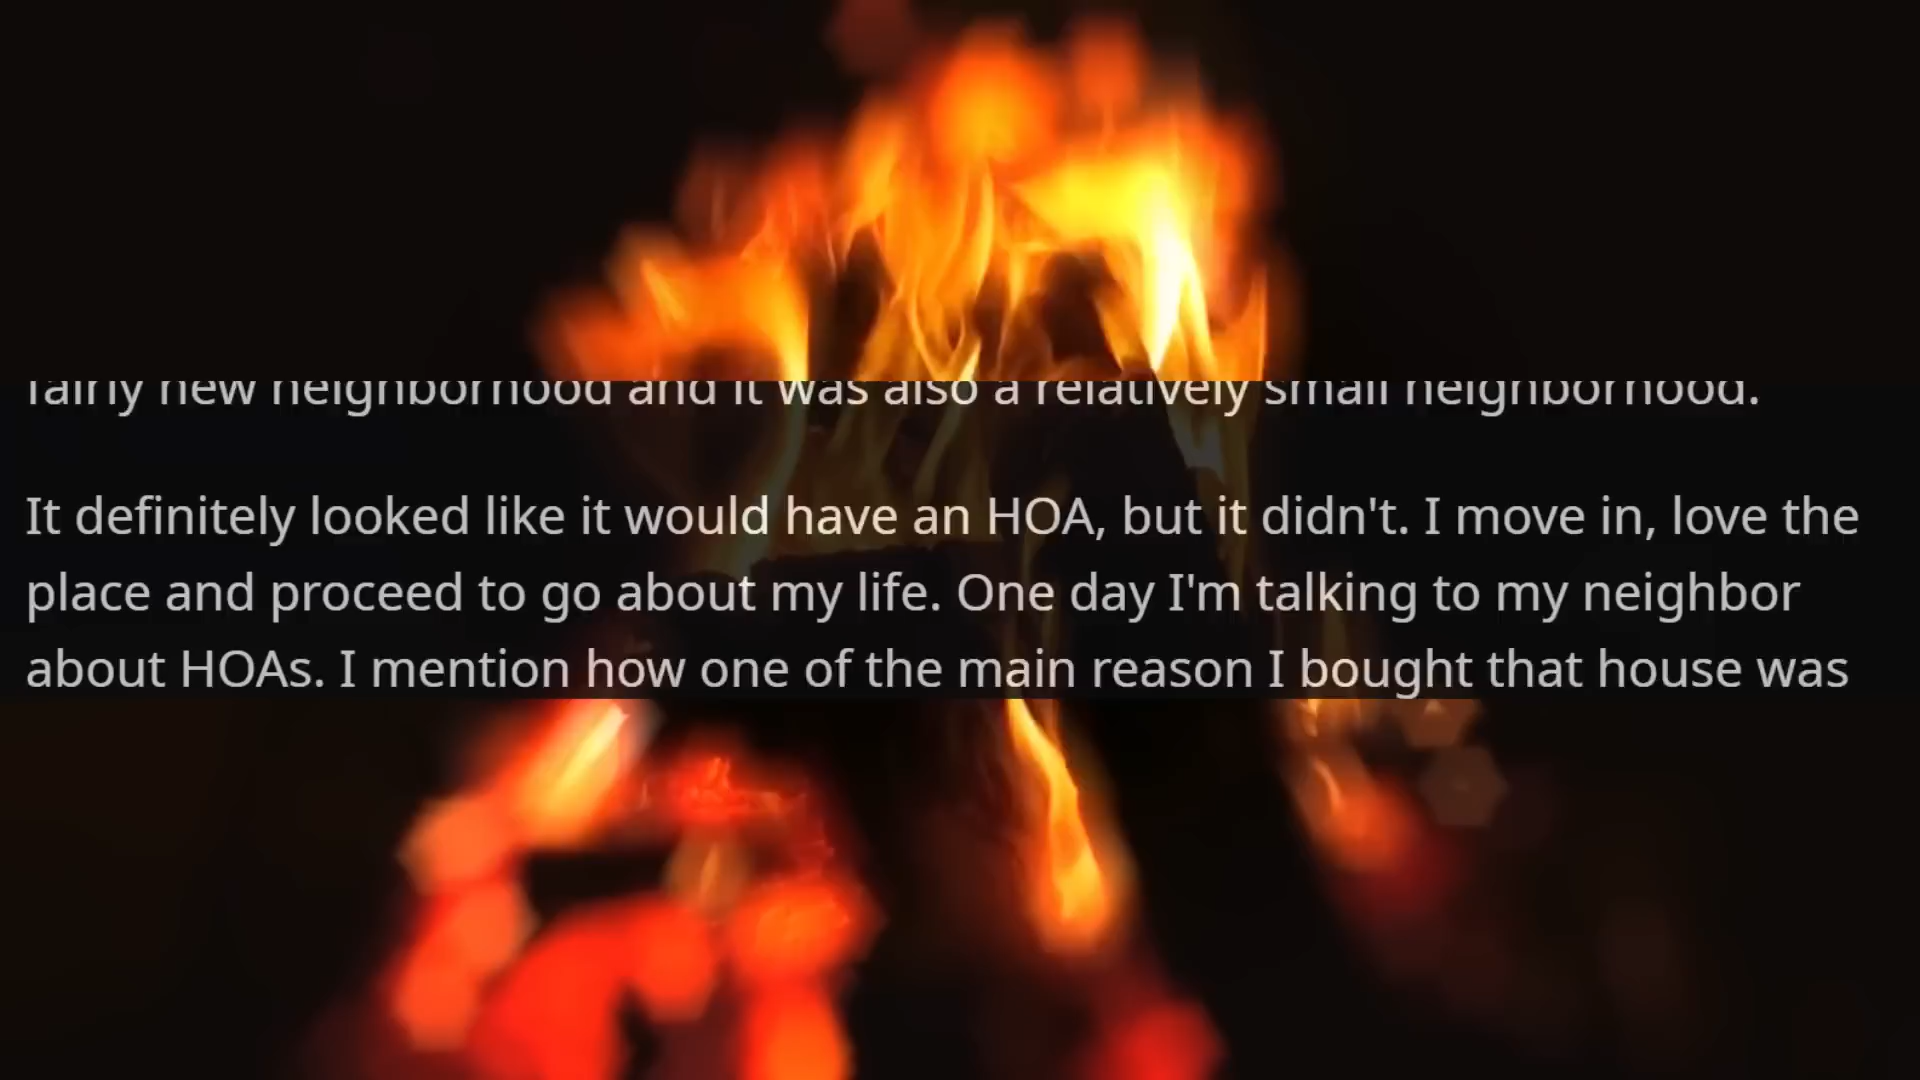 fairly new neighborhood and it was also a relatively small neighborhood.
It definitely looked like it would have an HOA, but it didn't. I move in, love the
place and proceed to go about my life. One day I'm talking to my neighbor
about HOAs. I mention how one of the main reason I bought that house was